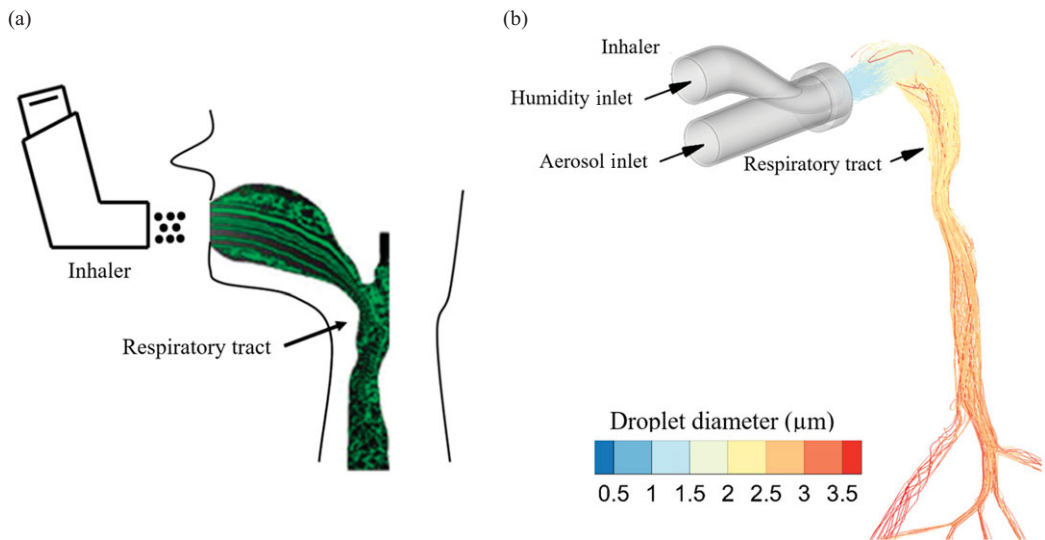 (a)
Inhaler
Respiratory tract
(b)
Inhaler
Humidity inlet
Aerosol inlet
Respiratory tract
Droplet diameter (µm)
0.5 1 1.5 2 2.5 3 3.5